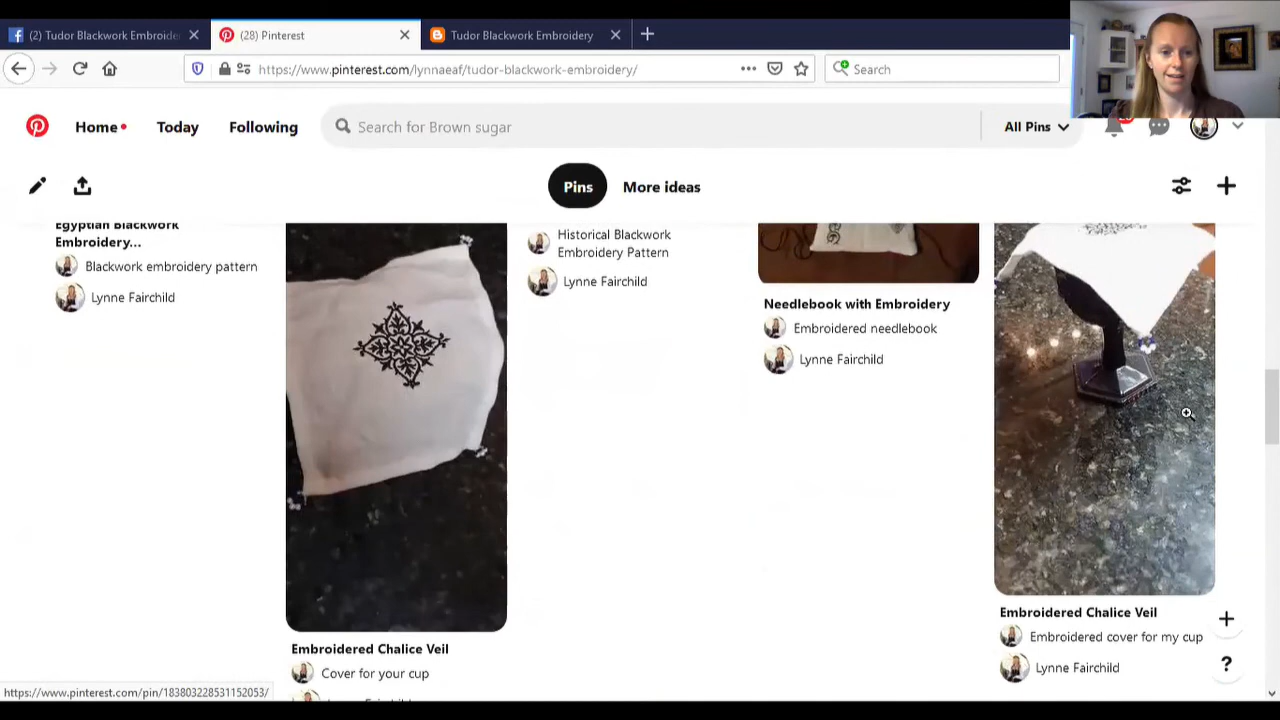 (2) Tudor Blackwork Embroide
(28) Pinterest
Tudor Blackwork Embroidery
https://www.pinterest.com/lynnaeaf/tudor-blackwork-embroidery/
Search
Home
Today
Following
Search for Brown sugar
All Pins
Pins
More ideas
Egyptian Blackwork
Embroidery...
Blackwork embroidery pattern
Lynne Fairchild
Historical Blackwork
Embroidery Pattern
Lynne Fairchild
Needlebook with Embroidery
Embroidered needlebook
Lynne Fairchild
Embroidered Chalice Veil
Cover for your cup
Embroidered Chalice Veil
Embroidered cover for my cup
Lynne Fairchild
?
https://www.pinterest.com/pin/183803228531152053/